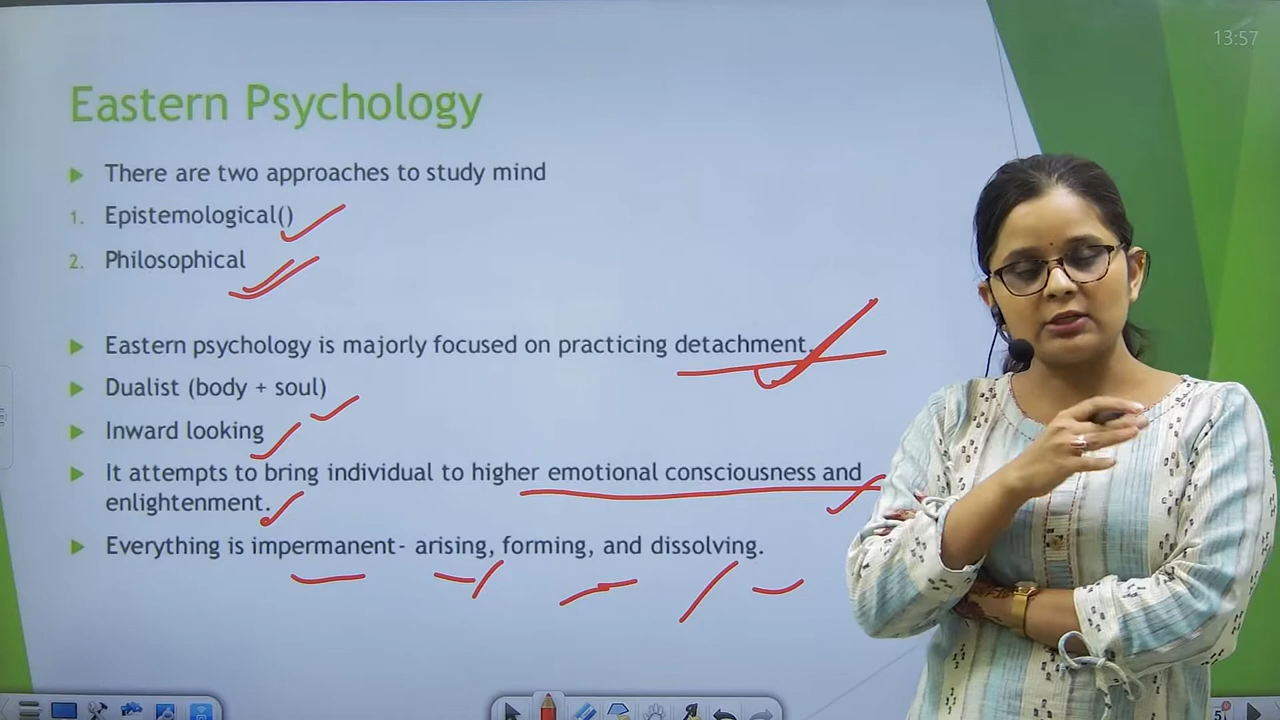 13:57
Eastern Psychology
There are two approaches to study mind
1. Epistemological()
2. Philosophical
Eastern psychology is majorly focused on practicing detachment.
Dualist (body + soul)
Inward looking
It attempts to bring individual to higher emotional consciousness and
enlightenment.
Everything is impermanent- arising, forming, and dissolving.